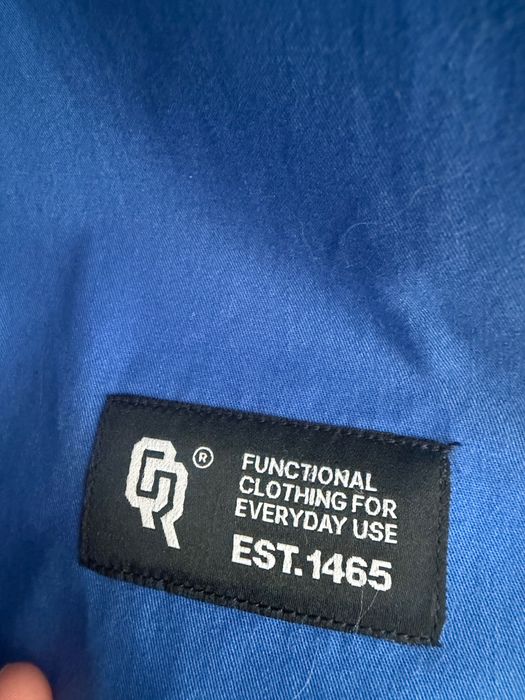 ®
FUNCTIONAL
CLOTHING FOR
EVERYDAY USE
EST.1465